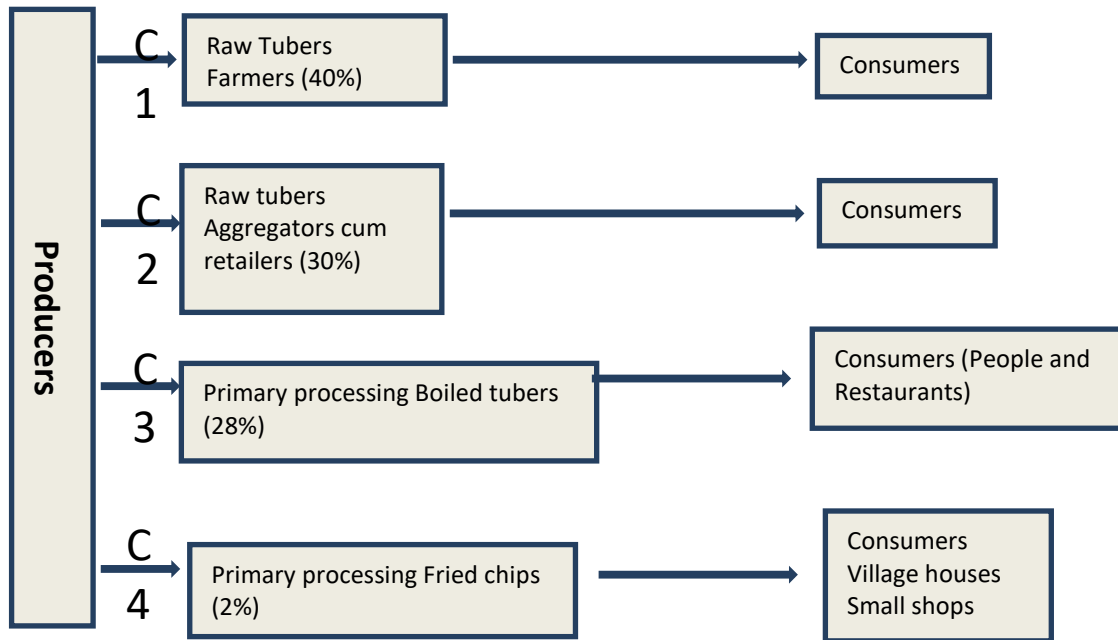 Producers
C
1
Raw Tubers
Farmers (40%)
Consumers
C
2
Raw tubers
Aggregators cum
retailers (30%)
Consumers
C
3
Primary processing Boiled tubers
(28%)
Consumers (People and
Restaurants)
C
4
Primary processing Fried chips
(2%)
Consumers
Village houses
Small shops